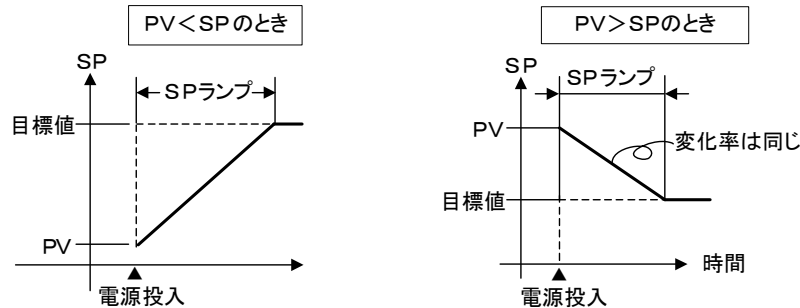 PV<SPのとき
SP
SPランプ
目標値
PV
電源投入
PV>SPのとき
SP
SPランプ
PV
変化率は同じ
目標値
時間
電源投入